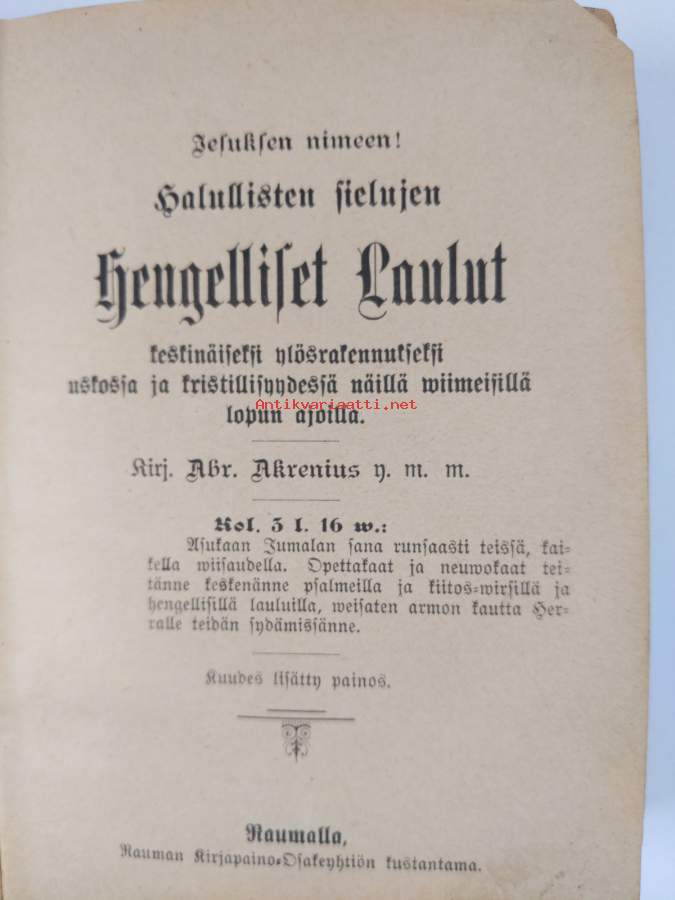 Jesuksen nimeen!
Halullisten sielujen
Hengelliset Laulut
keskinäiseksi ylösrakennukseksi
uskossa ja kristillisyydessä näillä wiimeisillä
Antikvariaatti.net
lopun ajoilla.
Kirj. Abr. Akrenius y. m. m.
Kol. 3 l. 16 w.:
Asukaan Jumalan sana runsaasti teissä, kai-
kella wiisaudella. Opettakaat ja neuwokaat tei-
tänne keskenänne psalmeilla ja kiitos-wirsillä ja
hengellisillä lauluilla, weisaten armon kautta Her-
ralle teidän sydämissänne.
Kuudes lisätty painos.
Raumalla,
Rauman Kirjapaino-Osakeyhtiön kustantama.